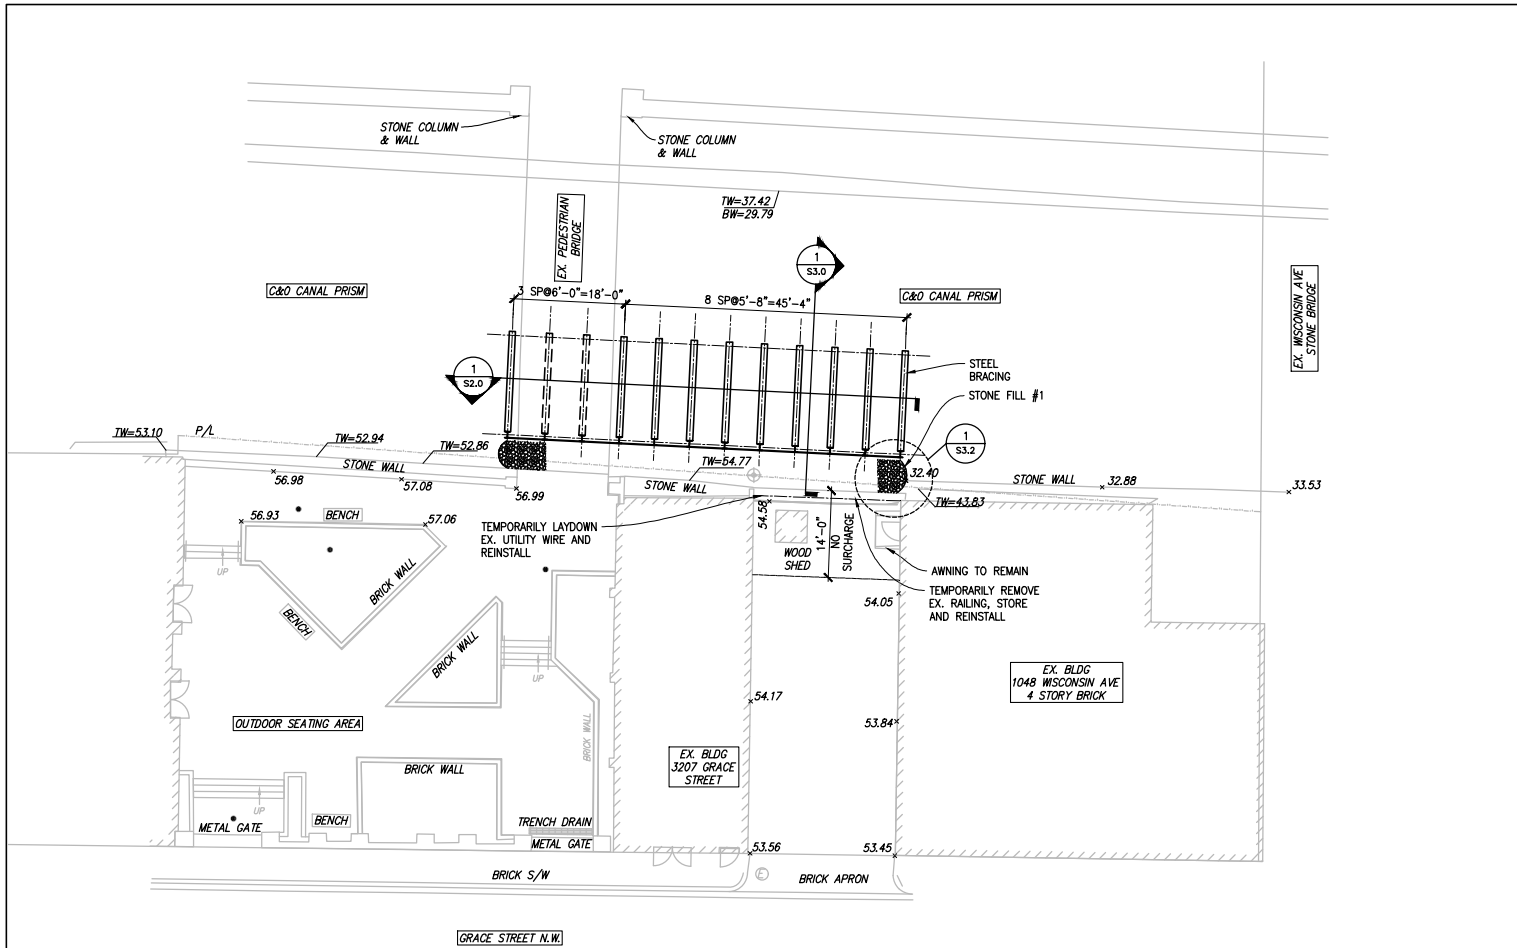 STONE COLUMN
& WALL
STONE COLUMN
& WALL
TW=37.42
BW=29.79
EX. PEDESTRIAN
BRIDGE
1
S3.0
C&O CANAL PRISM
3 SP@6'-0"=18'-0"
8 SP@5'-8"=45'-4"
C&O CANAL PRISM
EX. WISCONSIN AVE
STONE BRIDGE
1
S2.0
STEEL
BRACING
STONE FILL #1
TW=53.10
P/L
TW=52.94
TW=52.86
STONE WALL
1
S3.2
TW=54.77
32.40
STONE WALL
STONE WALL
32.88
33.53
56.98
57.08
56.99
TW=43.83
56.93
BENCH
57.06
TEMPORARILY LAYDOWN
EX. UTILITY WIRE AND
REINSTALL
54.58
WOOD
SHED
14'-0"
NO
SURCHARGE
AWNING TO REMAIN
TEMPORARILY REMOVE
EX. RAILING, STORE
AND REINSTALL
UP
BRICK WALL
BENCH
54.05
BRICK WALL
UP
EX. BLDG
1048 WISCONSIN AVE
4 STORY BRICK
54.17
53.84
OUTDOOR SEATING AREA
BRICK WALL
EX. BLDG
3207 GRACE
STREET
BRICK WALL
UP
METAL GATE
BENCH
TRENCH DRAIN
METAL GATE
53.56
53.45
BRICK S/W
E
BRICK APRON
GRACE STREET N.W.